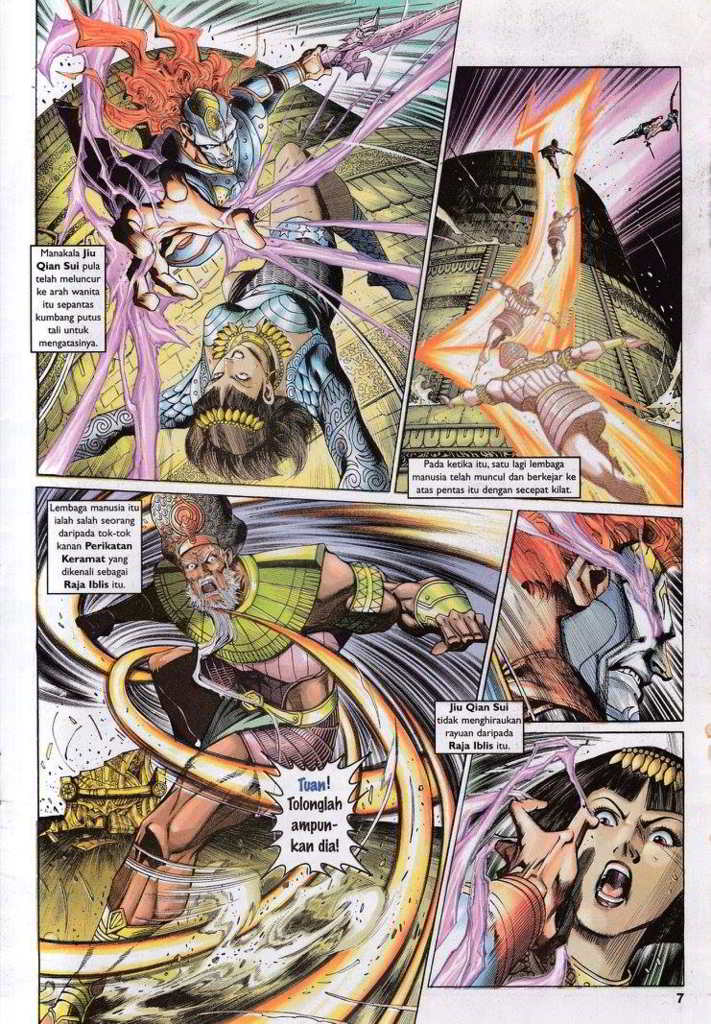 Manakala Jiu
Qian Sui pula
telah meluncur
ke arah wanita
itu sepantas
kumbang putus
tali untuk
mengatasinya.
Pada ketika itu, satu lagi lembaga
manusia telah muncul dan berkejar ke
atas pentas itu dengan secepat kilat.
Lembaga manusia itu
ialah salah seorang
daripada tok-tok
kanan Perikatan
Keramat yang
dikenali sebagai
Raja Iblis itu.
Jiu Qian Sui
tidak menghiraukan
rayuan daripada
Raja Iblis itu.
Tuan!
Tolonglah
ampun-
kan dia!
7